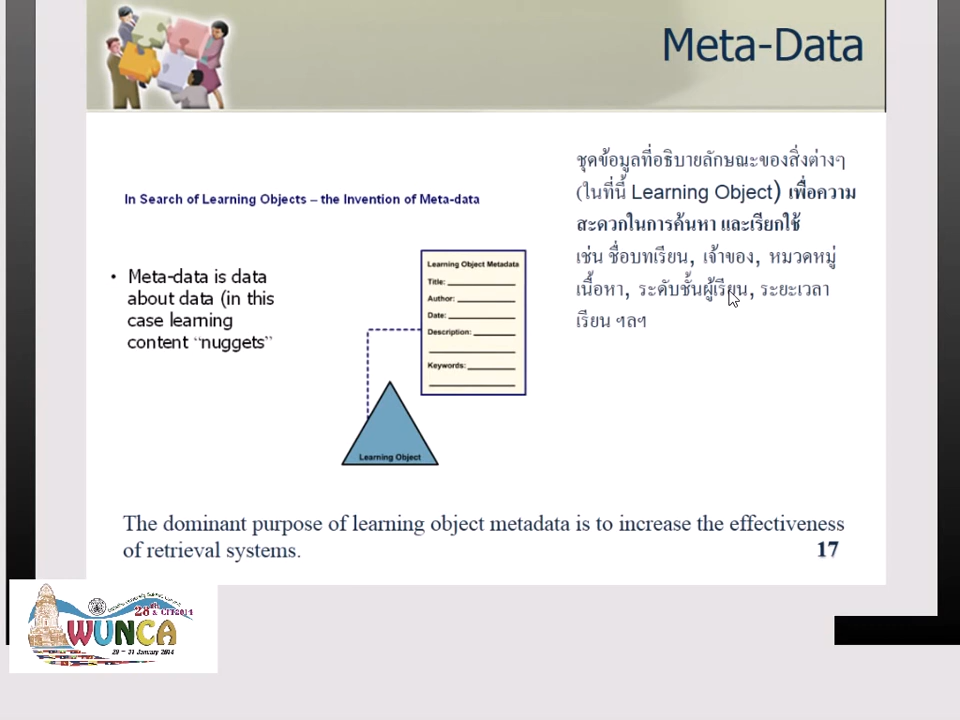 Meta-Data
In Search of Learning Objects – the Invention of Meta-data
• Meta-data is data
about data (in this
case learning
content “nuggets”
Learning Object Metadata
Title:
Author:
Date:
Description:
Keywords:
Learning Object
ชุดข้อมูลที่อธิบายลักษณะของสิ่งต่างๆ
(ในที่นี้ Learning Object) เพื่อความ
สะดวกในการค้นหา และเรียกใช้
เช่น ชื่อบทเรียน, เจ้าของ, หมวดหมู่
เนื้อหา, ระดับชั้นผู้เรียน, ระยะเวลา
เรียน ฯลฯ
The dominant purpose of learning object metadata is to increase the effectiveness
of retrieval systems.
17
28th & CIT2014
WUNCA
29 - 31 January 2014